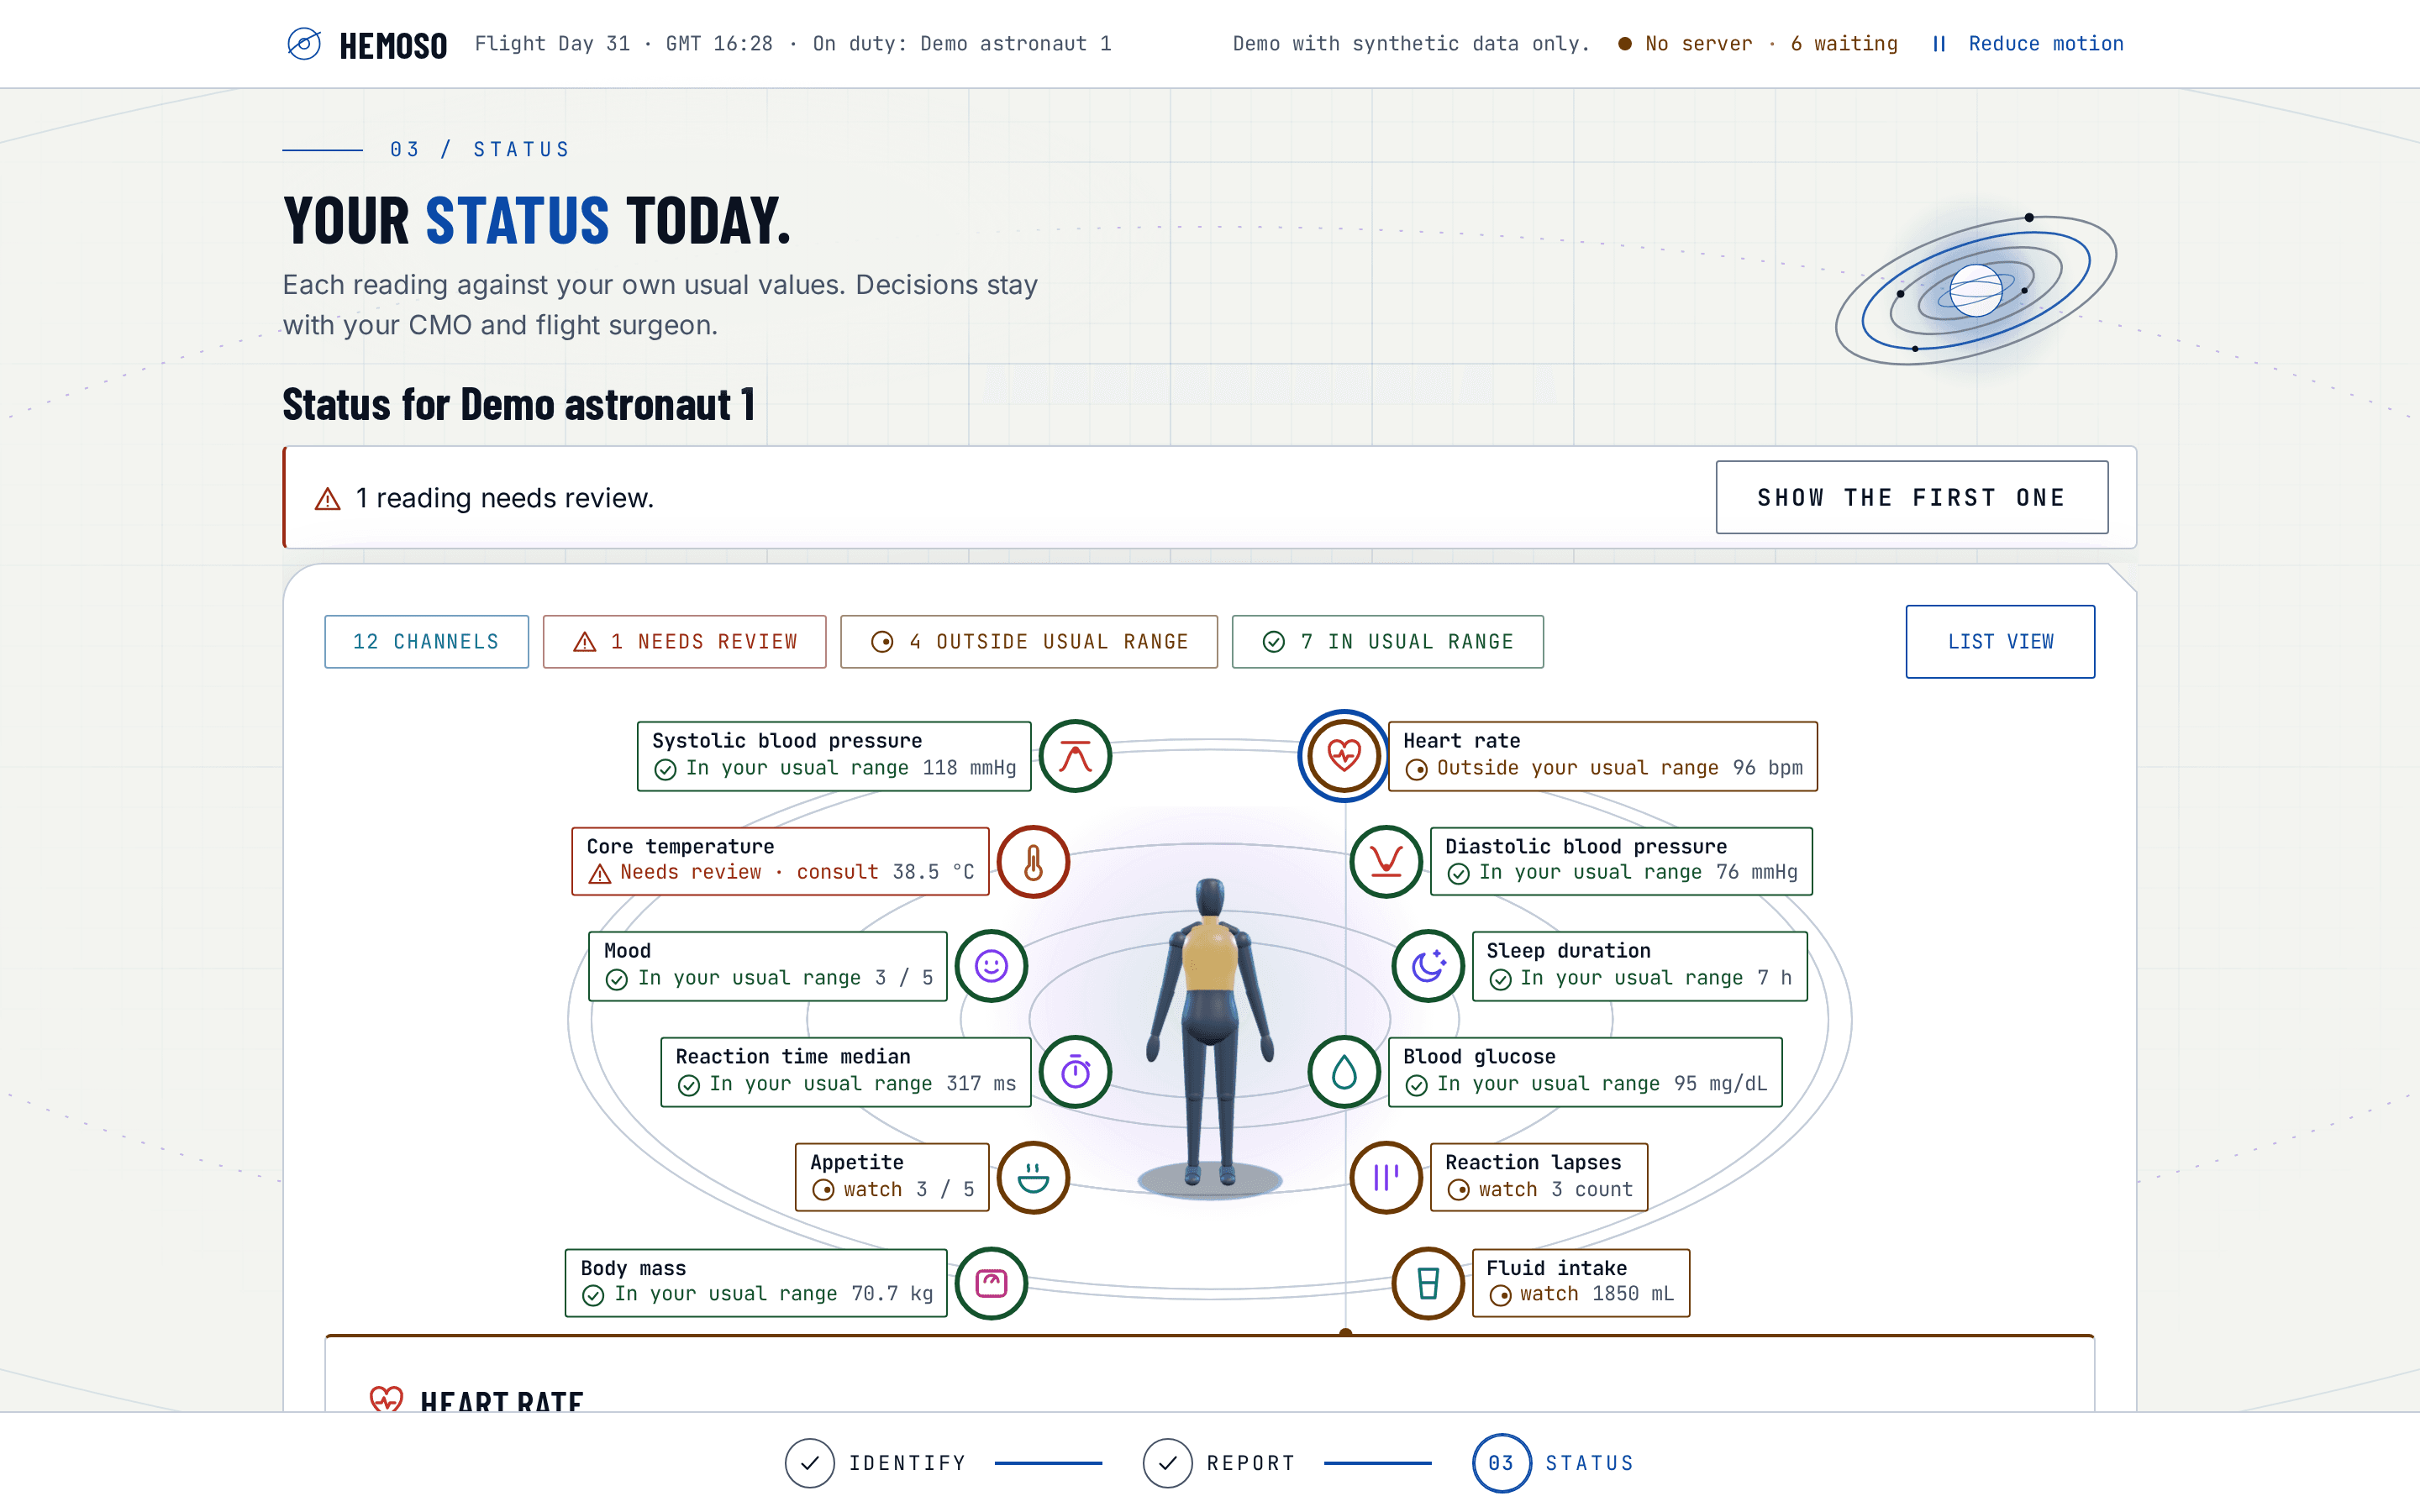 HEMOSO
Flight Day 31 · GMT 16:28 · On duty: Demo astronaut 1
Demo with synthetic data only.
No server · 6 waiting
Reduce motion
03 / STATUS
YOUR STATUS TODAY.
Each reading against your own usual values. Decisions stay
with your CMO and flight surgeon.
Status for Demo astronaut 1
1 reading needs review.
SHOW THE FIRST ONE
12 CHANNELS
1 NEEDS REVIEW
4 OUTSIDE USUAL RANGE
7 IN USUAL RANGE
LIST VIEW
Systolic blood pressure
In your usual range 118 mmHg
Heart rate
Outside your usual range 96 bpm
Core temperature
Needs review · consult 38.5 °C
Diastolic blood pressure
In your usual range 76 mmHg
Mood
In your usual range 3 / 5
Sleep duration
In your usual range 7 h
Reaction time median
In your usual range 317 ms
Blood glucose
In your usual range 95 mg/dL
Appetite
watch 3 / 5
Reaction lapses
watch 3 count
Body mass
In your usual range 70.7 kg
Fluid intake
watch 1850 mL
HEART RATE
IDENTIFY
REPORT
03 STATUS